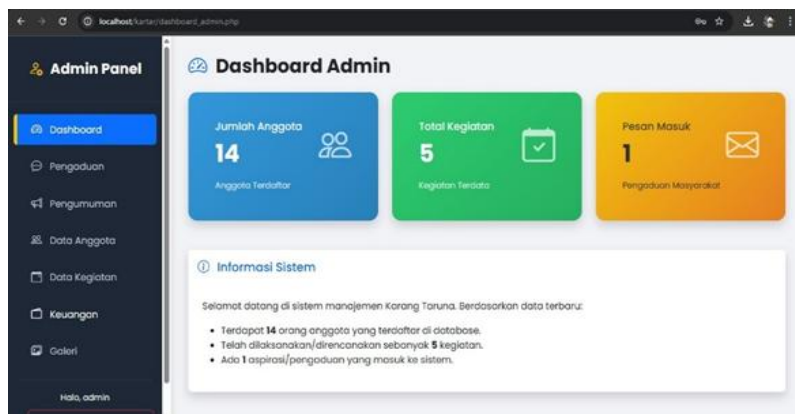 localhost/kartar/dashboard_admin.php
Admin Panel
Dashboard
Pengaduan
Pengumuman
Data Anggota
Data Kegiatan
Keuangan
Galeri
Halo, admin
Dashboard Admin
Jumlah Anggota
14
Anggota Terdaftar
Total Kegiatan
5
Kegiatan Terdata
Pesan Masuk
1
Pengaduan Masyarakat
Informasi Sistem
Selamat datang di sistem manajemen Karang Taruna. Berdasarkan data terbaru:
Terdapat 14 orang anggota yang terdaftar di database.
Telah dilaksanakan/direncanakan sebanyak 5 kegiatan.
Ada 1 aspirasi/pengaduan yang masuk ke sistem.